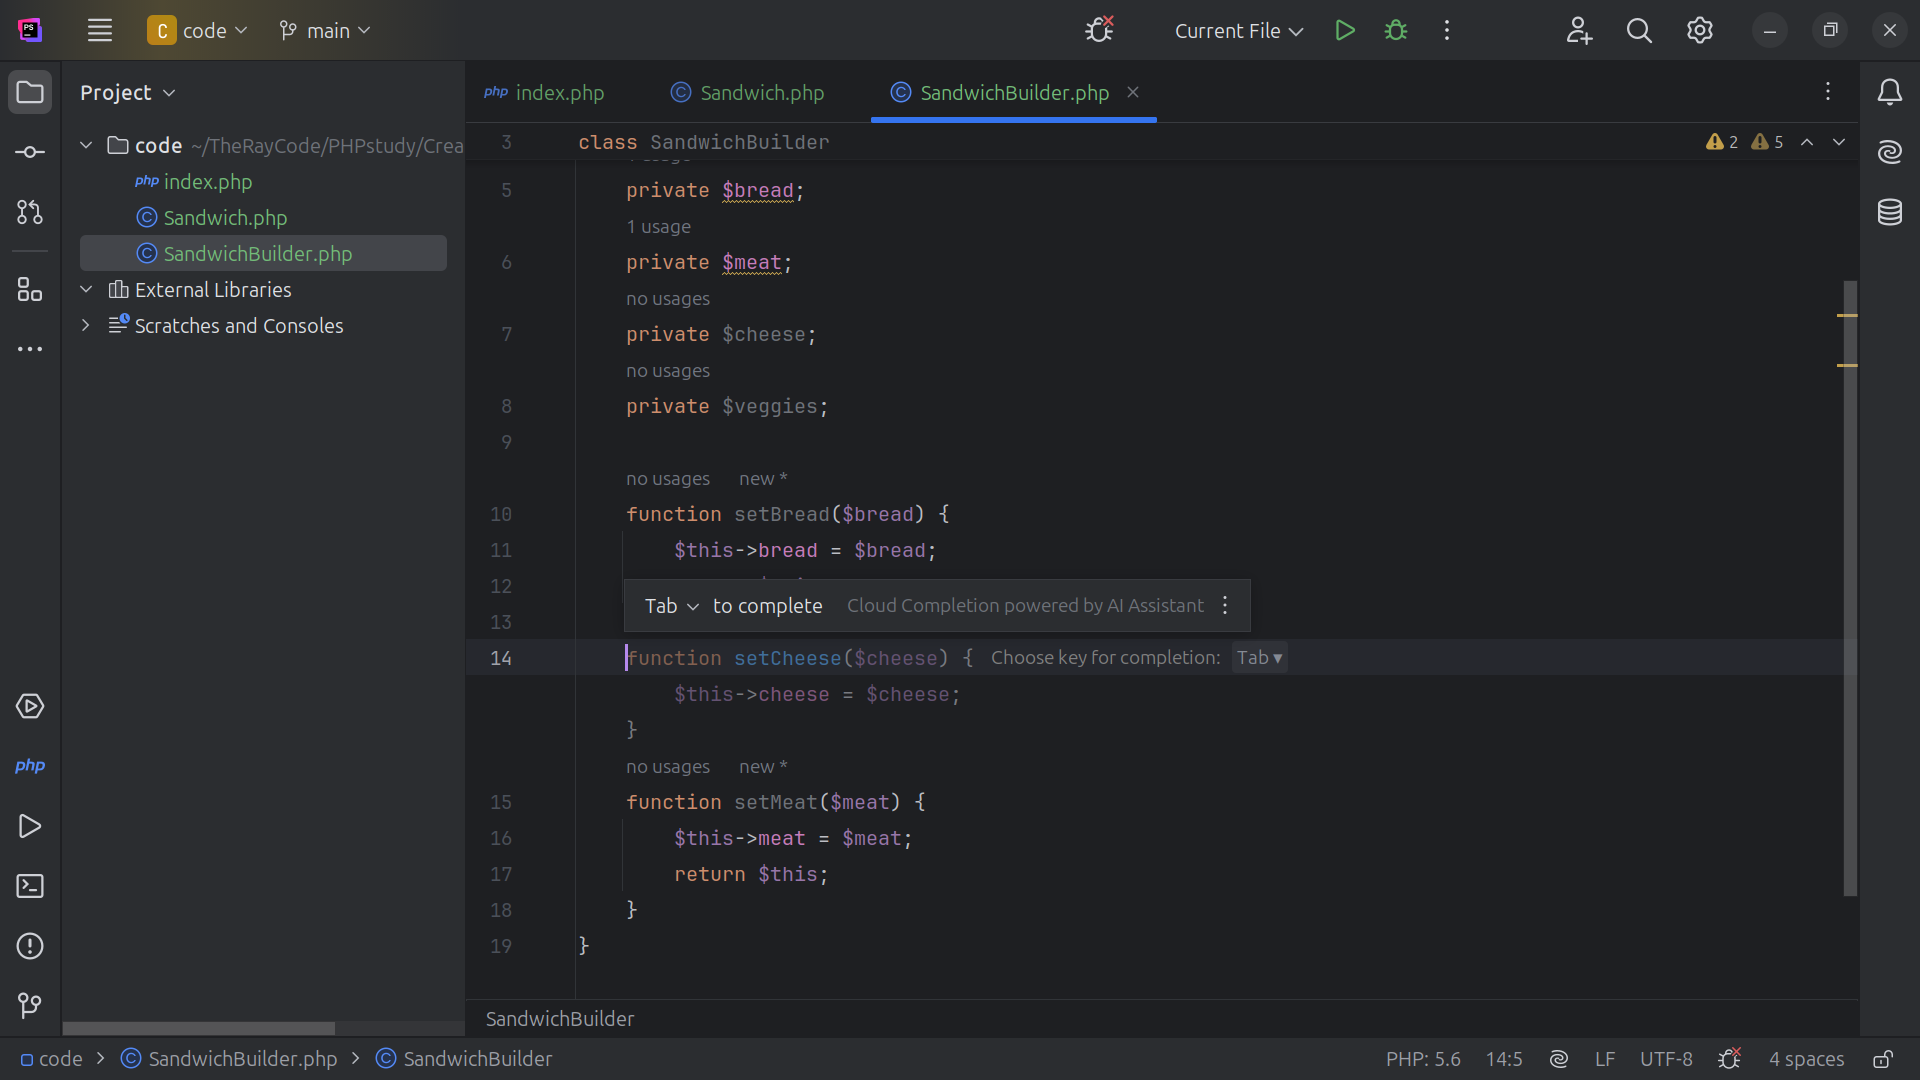 PS
C code
main
Current File
Project
php index.php
C Sandwich.php
C SandwichBuilder.php
code ~/TheRayCode/PHPstudy/Crea
php index.php
C Sandwich.php
C SandwichBuilder.php
External Libraries
Scratches and Consoles
3 class SandwichBuilder
2 5
5 private $bread;
1 usage
6 private $meat;
no usages
7 private $cheese;
no usages
8 private $veggies;
9
no usages new *
10 function setBread($bread) {
11 $this->bread = $bread;
12
Tab to complete Cloud Completion powered by AI Assistant
13
14 function setCheese($cheese) { Choose key for completion: Tab ▾
$this->cheese = $cheese;
}
no usages new *
15 function setMeat($meat) {
16 $this->meat = $meat;
17 return $this;
18 }
19 }
php
SandwichBuilder
code > C SandwichBuilder.php > C SandwichBuilder
PHP: 5.6 14:5 LF UTF-8 4 spaces